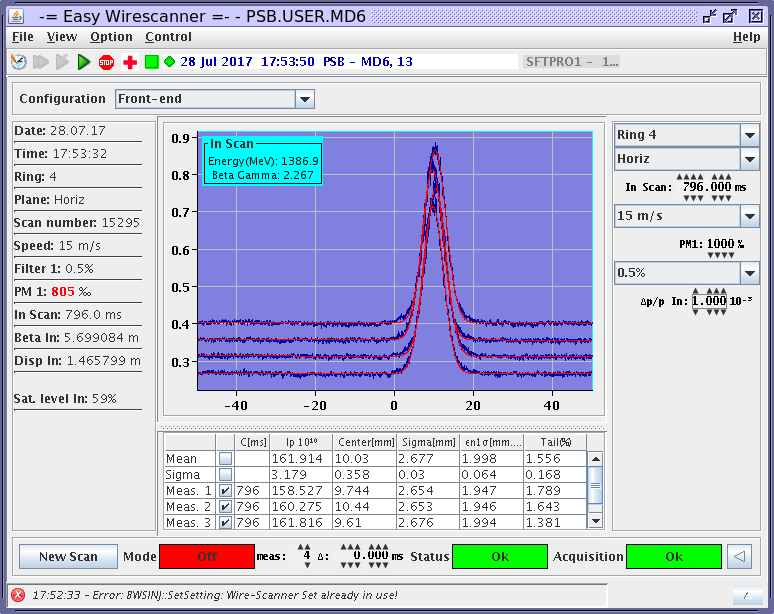 -= Easy Wirescanner =- - PSB.USER.MD6
File View Option Control Help
STOP 28 Jul 2017 17:53:50 PSB - MD6, 13 SFTPRO1 - 1...
Configuration Front-end
Date: 28.07.17
Time: 17:53:32
Ring: 4
Plane: Horiz
Scan number: 15295
Speed: 15 m/s
Filter 1: 0.5%
PM 1: 805 ‰
In Scan: 796.0 ms
Beta In: 5.699084 m
Disp In: 1.465799 m
Sat. level In: 59%
In Scan
Energy(MeV): 1386.9
Beta Gamma: 2.267
0.9
0.8
0.7
0.6
0.5
0.4
0.3
-40 -20 0 20 40
Ring 4
Horiz
In Scan: 796.000 ms
15 m/s
PM1: 1000 ‰
0.5%
Δp/p In: 1.000 10⁻³
C[ms] Ip 10¹⁰ Center[mm] Sigma[mm] εn1σ[mm.... Tail(%)
Mean 161.914 10.03 2.677 1.998 1.556
Sigma 3.179 0.358 0.03 0.064 0.168
Meas. 1 796 158.527 9.744 2.654 1.947 1.789
Meas. 2 796 160.275 10.44 2.653 1.946 1.643
Meas. 3 796 161.816 9.61 2.676 1.994 1.381
New Scan Mode Off meas: 4 Δ: 0.000 ms Status Ok Acquisition Ok
17:52:33 - Error: BWSINJ::SetSetting: Wire-Scanner Set already in use!